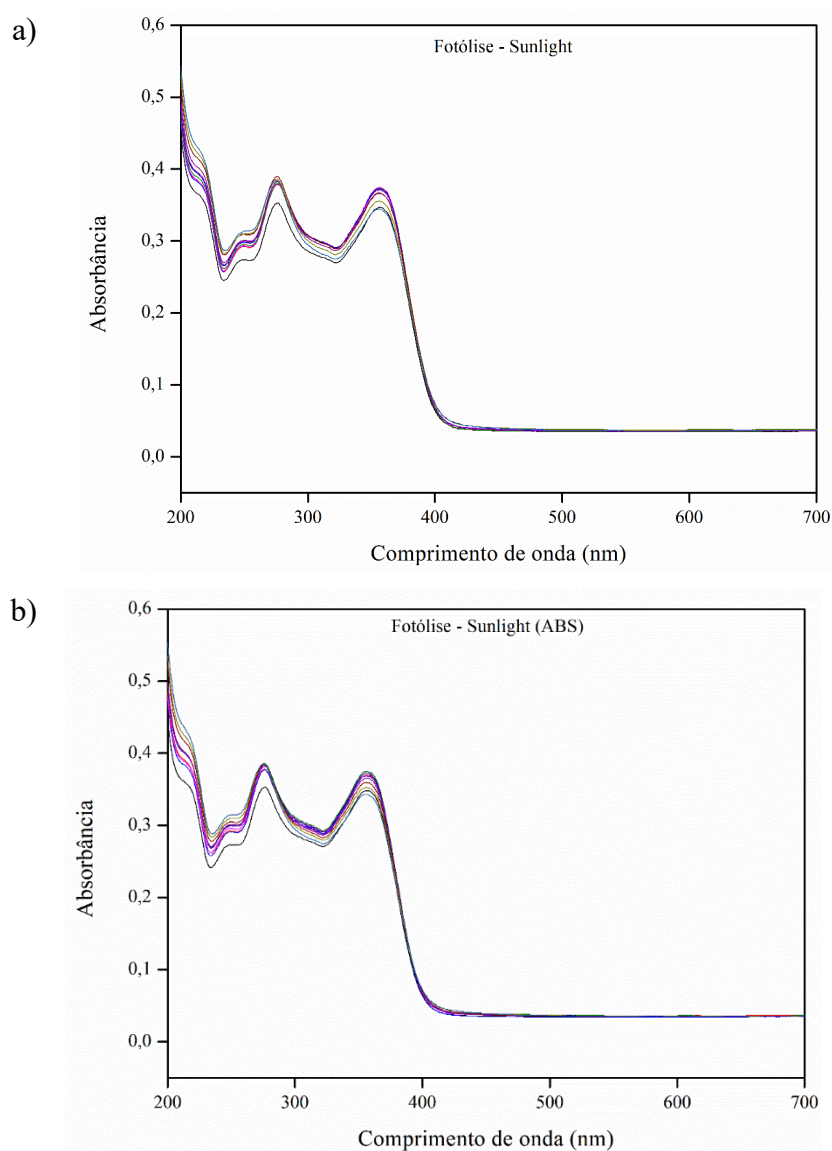 a)
Fotólise - Sunlight
0,6
0,5
0,4
0,3
0,2
0,1
0,0
Absorbância
200 300 400 500 600 700
Comprimento de onda (nm)
b)
Fotólise - Sunlight (ABS)
0,6
0,5
0,4
0,3
0,2
0,1
0,0
Absorbância
200 300 400 500 600 700
Comprimento de onda (nm)